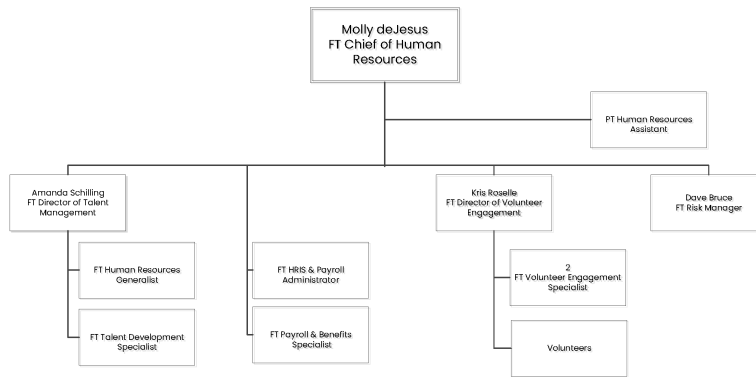 Molly deJesus
FT Chief of Human
Resources
PT Human Resources
Assistant
Amanda Schilling
FT Director of Talent
Management
Kris Roselle
FT Director of Volunteer
Engagement
Dave Bruce
FT Risk Manager
FT Human Resources
Generalist
FT HRIS & Payroll
Administrator
2
FT Volunteer Engagement
Specialist
FT Talent Development
Specialist
FT Payroll & Benefits
Specialist
Volunteers